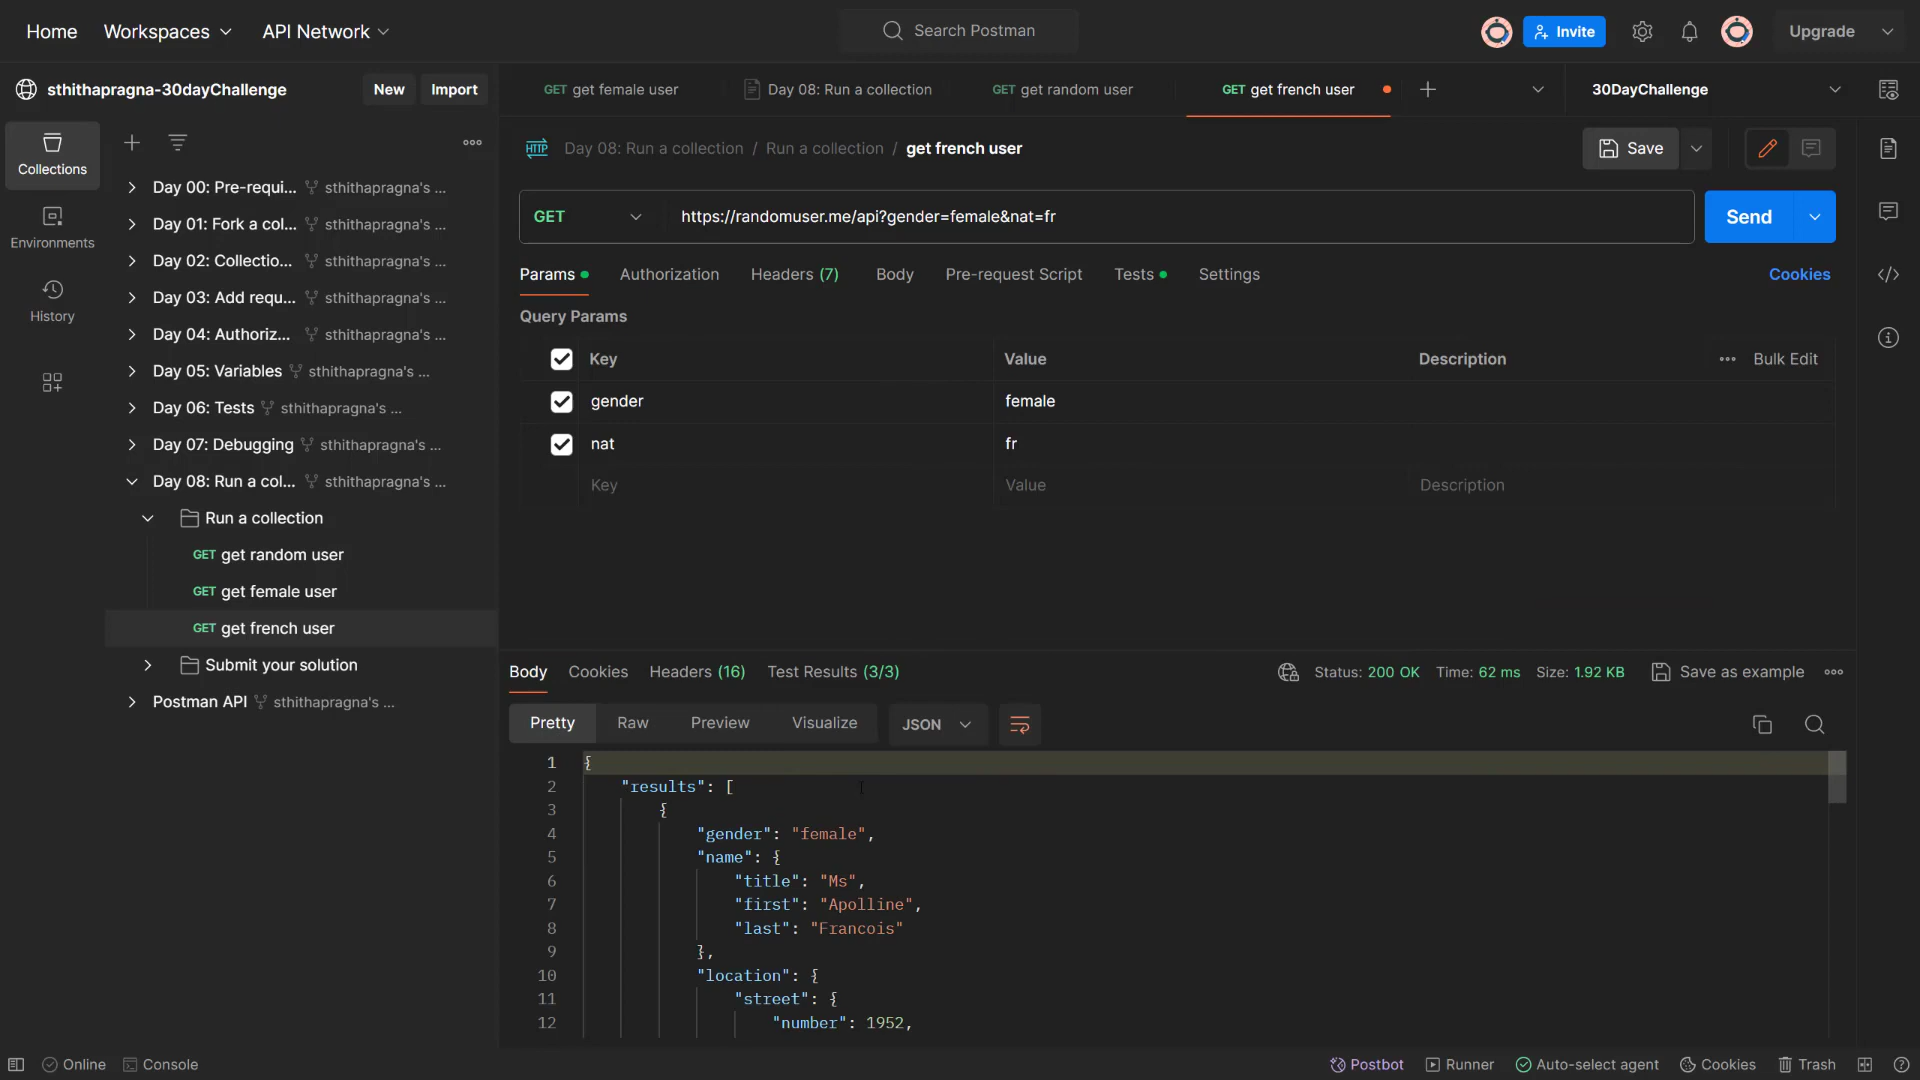 Home Workspaces API Network Search Postman Invite Upgrade
sthithapragna-30dayChallenge New Import GET get female user Day 08: Run a collection GET get random user GET get french user 30DayChallenge
Collections
Environments
History
Day 00: Pre-requi... sthithapragna's ...
Day 01: Fork a col... sthithapragna's ...
Day 02: Collectio... sthithapragna's ...
Day 03: Add requ... sthithapragna's ...
Day 04: Authoriz... sthithapragna's ...
Day 05: Variables sthithapragna's ...
Day 06: Tests sthithapragna's ...
Day 07: Debugging sthithapragna's ...
Day 08: Run a col... sthithapragna's ...
Run a collection
GET get random user
GET get female user
GET get french user
Submit your solution
Postman API sthithapragna's ...
HTTP Day 08: Run a collection / Run a collection / get french user Save
GET https://randomuser.me/api?gender=female&nat=fr Send
Params Authorization Headers (7) Body Pre-request Script Tests Settings Cookies
Query Params
Key Value Description Bulk Edit
gender female
nat fr
Key Value Description
Body Cookies Headers (16) Test Results (3/3) Status: 200 OK Time: 62 ms Size: 1.92 KB Save as example
Pretty Raw Preview Visualize JSON
1 {
2 "results": [
3 {
4 "gender": "female",
5 "name": {
6 "title": "Ms",
7 "first": "Apolline",
8 "last": "Francois"
9 },
10 "location": {
11 "street": {
12 "number": 1952,
Online Console Postbot Runner Auto-select agent Cookies Trash